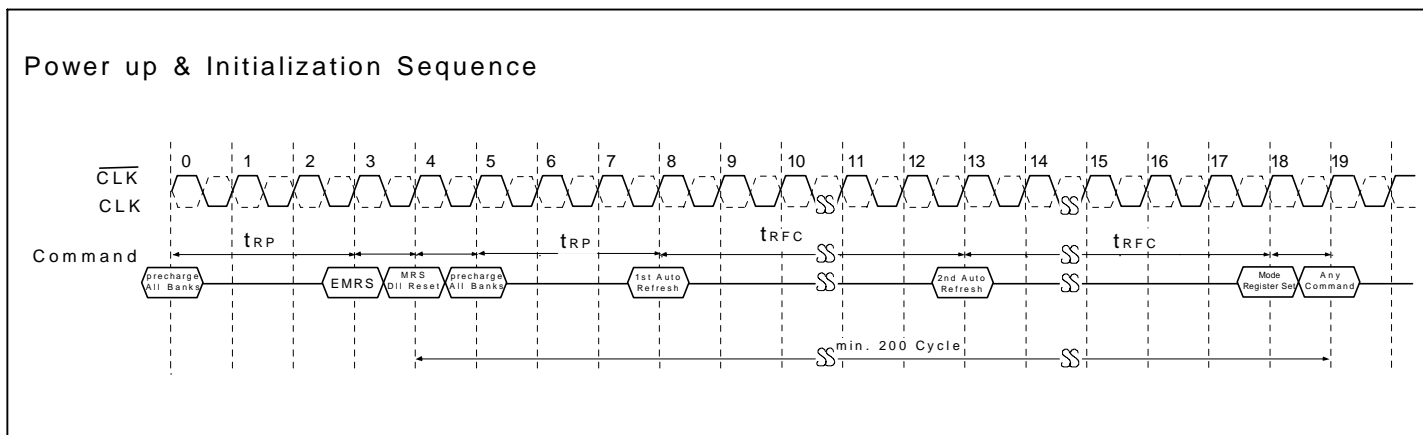 Power up & Initialization Sequence
0 1 2 3 4 5 6 7 8 9 10 11 12 13 14 15 16 17 18 19
CLK
CLK
tRP tRP tRFC tRFC
Command
precharge All Banks
EMRS
MRS Dll Reset
precharge All Banks
1st Auto Refresh
2nd Auto Refresh
Mode Register Set
Any Command
min. 200 Cycle